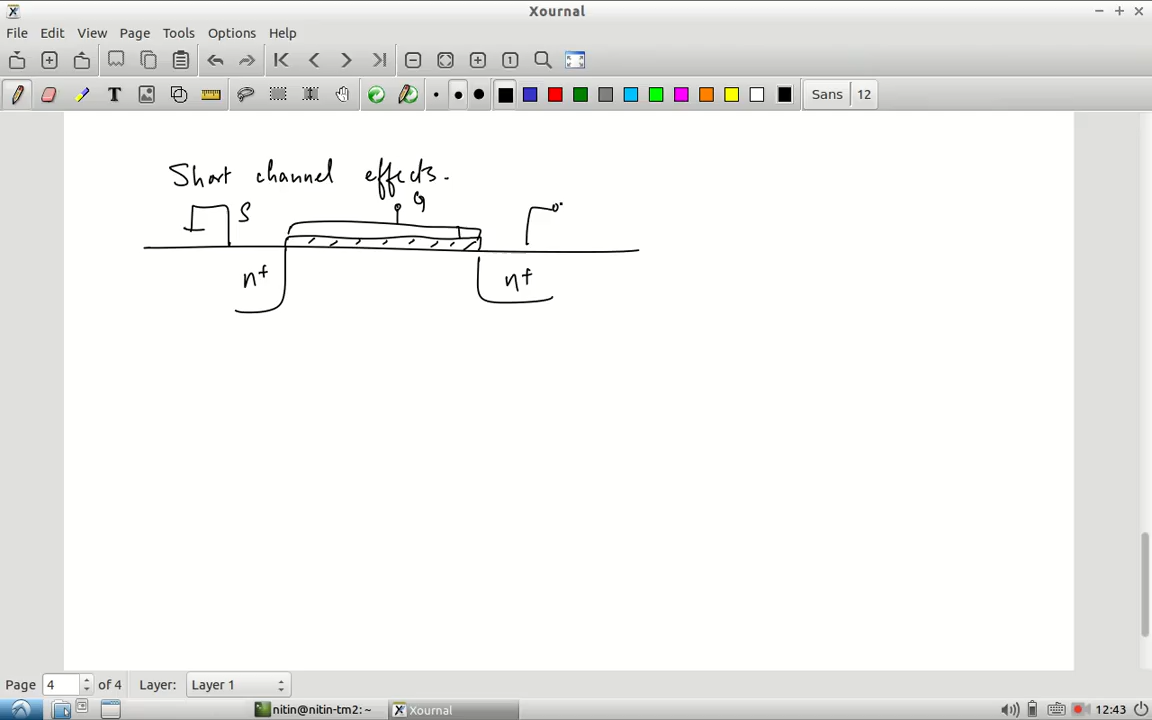 Xournal
File Edit View Page Tools Options Help
Sans 12
Short channel effects.
S G
n+ n+
Page 4 of 4 Layer: Layer 1
nitin@nitin-tm2: ~ Xournal 12:43